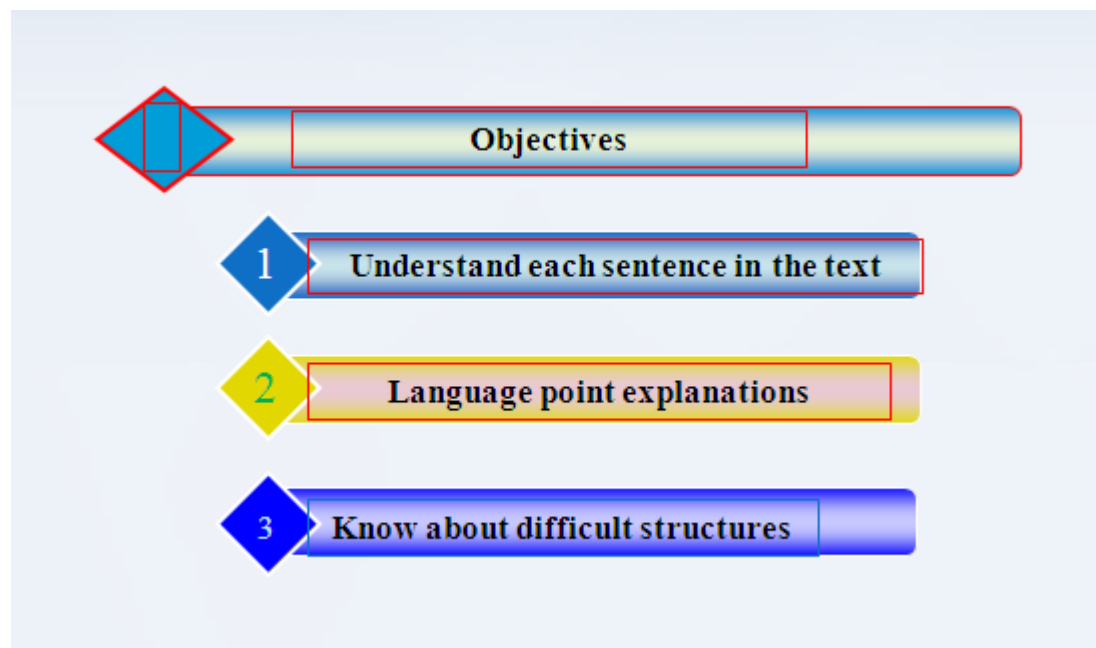 Objectives
1 Understand each sentence in the text
2 Language point explanations
3 Know about difficult structures